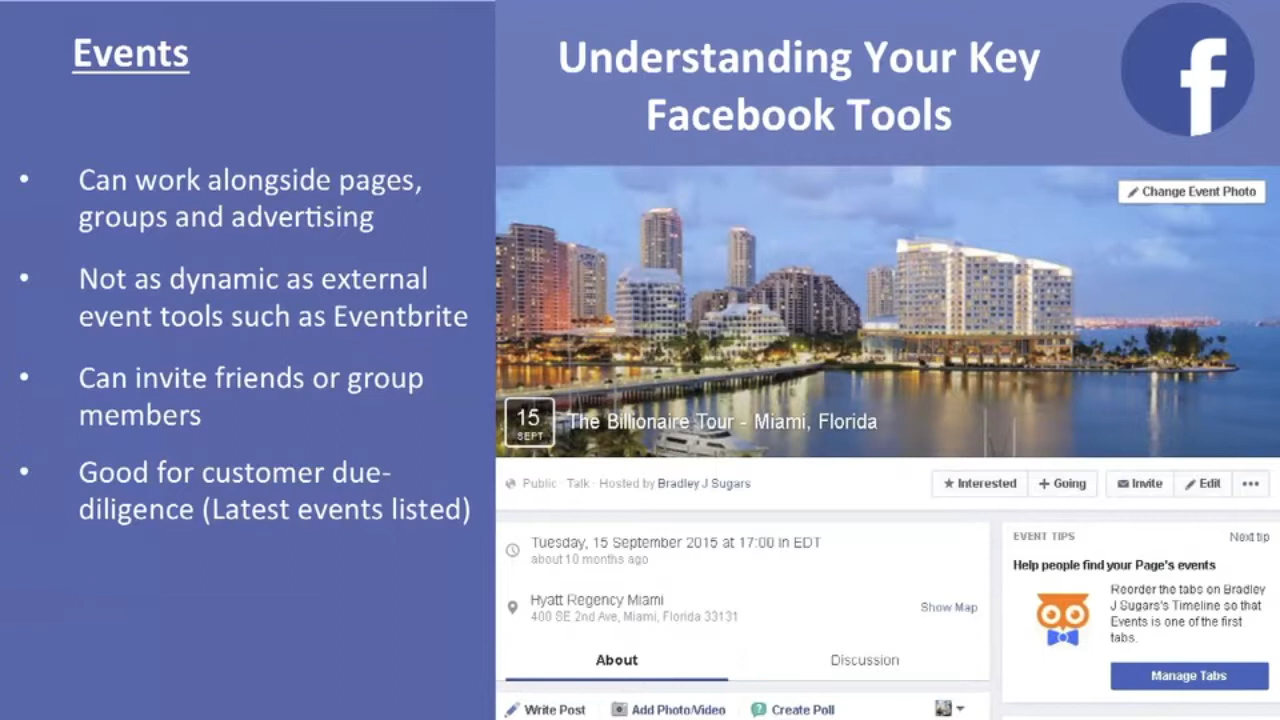 Events
Understanding Your Key
Facebook Tools
f
• Can work alongside pages,
groups and advertising
• Not as dynamic as external
event tools such as Eventbrite
• Can invite friends or group
members
• Good for customer due-
diligence (Latest events listed)
Change Event Photo
15
SEPT
The Billionaire Tour - Miami, Florida
Public · Talk · Hosted by Bradley J Sugars
Interested
Going
Invite
Edit
Tuesday, 15 September 2015 at 17:00 in EDT
about 10 months ago
Hyatt Regency Miami
400 SE 2nd Ave, Miami, Florida 33131
Show Map
About
Discussion
Write Post
Add Photo/Video
Create Poll
EVENT TIPS
Next tip
Help people find your Page's events
Reorder the tabs on Bradley
J Sugars's Timeline so that
Events is one of the first
tabs.
Manage Tabs